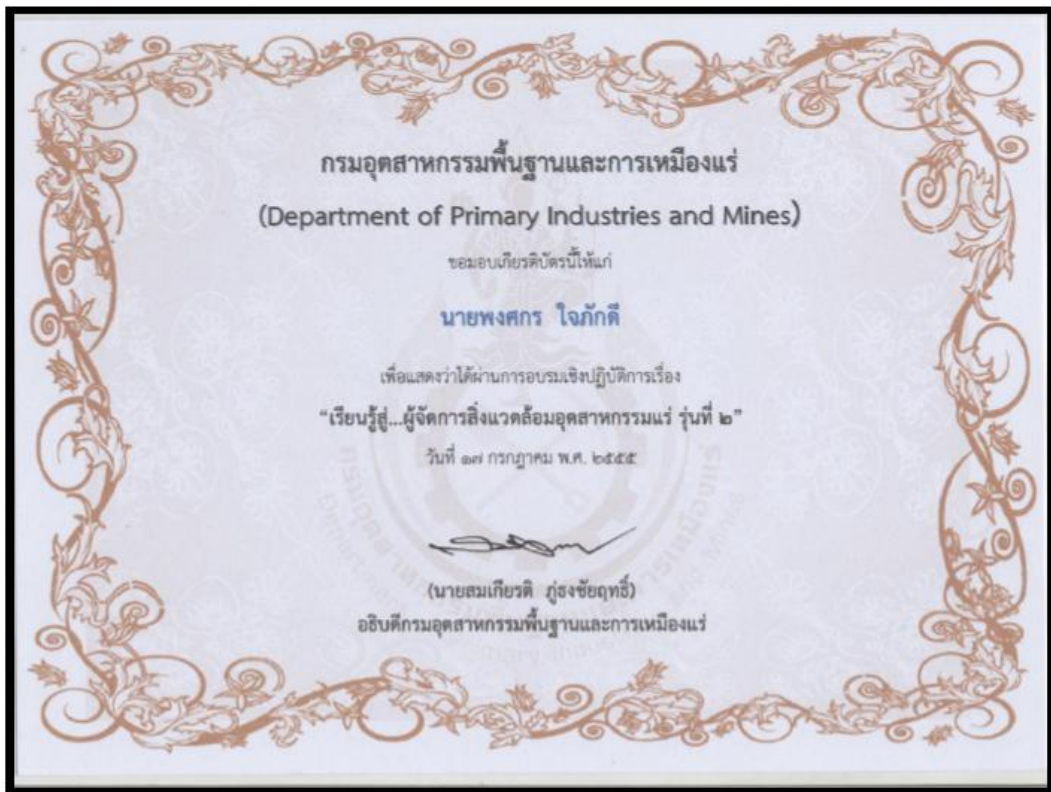 กรมอุตสาหกรรมพื้นฐานและการเหมืองแร่
(Department of Primary Industries and Mines)
ขอมอบเกียรติบัตรนี้ให้แก่
นายพงศกร ใจภักดี
เพื่อแสดงว่าได้ผ่านการอบรมเชิงปฏิบัติการเรื่อง
“เรียนรู้สู่...ผู้จัดการสิ่งแวดล้อมอุตสาหกรรมแร่ รุ่นที่ ๒”
วันที่ ๑๗ กรกฎาคม พ.ศ. ๒๕๕๕
(นายสมเกียรติ ภู่ธงชัยฤทธิ์)
อธิบดีกรมอุตสาหกรรมพื้นฐานและการเหมืองแร่